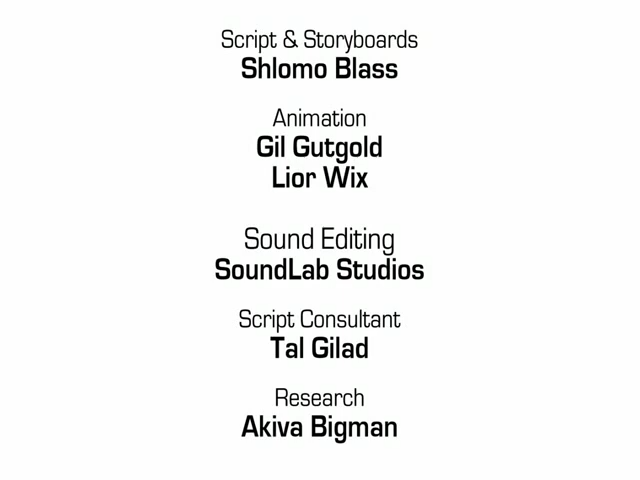 Script & Storyboards
Shlomo Blass
Animation
Gil Gutgold
Lior Wix
Sound Editing
SoundLab Studios
Script Consultant
Tal Gilad
Research
Akiva Bigman